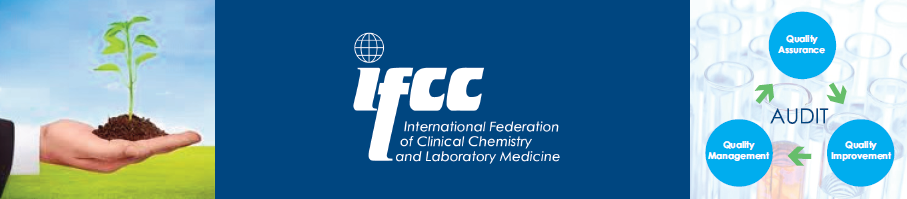 ifcc
International Federation
of Clinical Chemistry
and Laboratory Medicine
Quality
Assurance
AUDIT
Quality
Management
Quality
Improvement